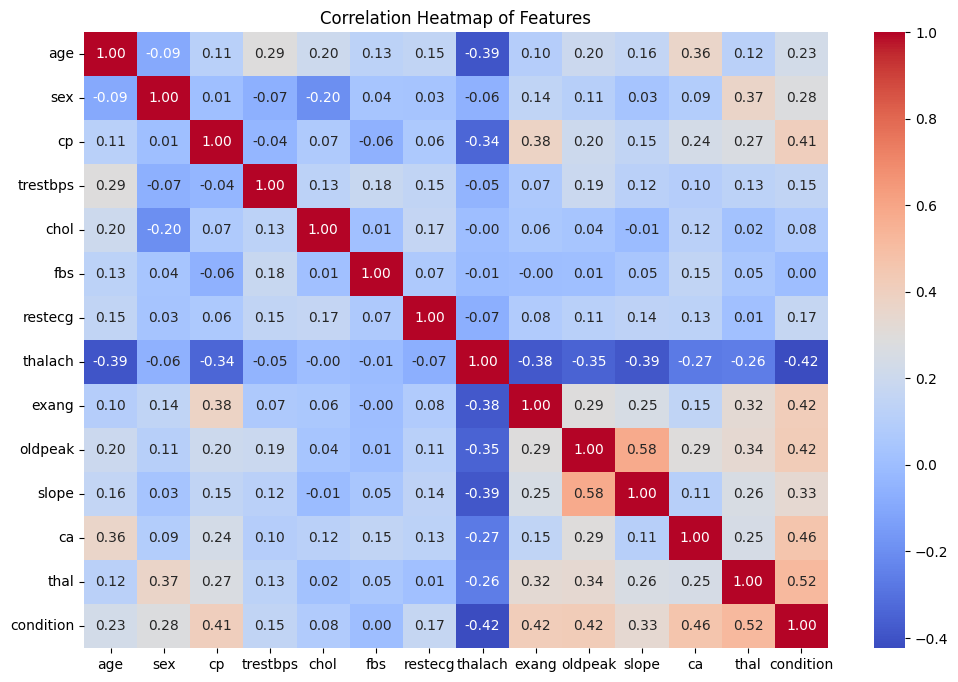 Correlation Heatmap of Features
age 1.00 -0.09 0.11 0.29 0.20 0.13 0.15 -0.39 0.10 0.20 0.16 0.36 0.12 0.23
sex -0.09 1.00 0.01 -0.07 -0.20 0.04 0.03 -0.06 0.14 0.11 0.03 0.09 0.37 0.28
cp 0.11 0.01 1.00 -0.04 0.07 -0.06 0.06 -0.34 0.38 0.20 0.15 0.24 0.27 0.41
trestbps 0.29 -0.07 -0.04 1.00 0.13 0.18 0.15 -0.05 0.07 0.19 0.12 0.10 0.13 0.15
chol 0.20 -0.20 0.07 0.13 1.00 0.01 0.17 -0.00 0.06 0.04 -0.01 0.12 0.02 0.08
fbs 0.13 0.04 -0.06 0.18 0.01 1.00 0.07 -0.01 -0.00 0.01 0.05 0.15 0.05 0.00
restecg 0.15 0.03 0.06 0.15 0.17 0.07 1.00 -0.07 0.08 0.11 0.14 0.13 0.01 0.17
thalach -0.39 -0.06 -0.34 -0.05 -0.00 -0.01 -0.07 1.00 -0.38 -0.35 -0.39 -0.27 -0.26 -0.42
exang 0.10 0.14 0.38 0.07 0.06 -0.00 0.08 -0.38 1.00 0.29 0.25 0.15 0.32 0.42
oldpeak 0.20 0.11 0.20 0.19 0.04 0.01 0.11 -0.35 0.29 1.00 0.58 0.29 0.34 0.42
slope 0.16 0.03 0.15 0.12 -0.01 0.05 0.14 -0.39 0.25 0.58 1.00 0.11 0.26 0.33
ca 0.36 0.09 0.24 0.10 0.12 0.15 0.13 -0.27 0.15 0.29 0.11 1.00 0.25 0.46
thal 0.12 0.37 0.27 0.13 0.02 0.05 0.01 -0.26 0.32 0.34 0.26 0.25 1.00 0.52
condition 0.23 0.28 0.41 0.15 0.08 0.00 0.17 -0.42 0.42 0.42 0.33 0.46 0.52 1.00
age sex cp trestbps chol fbs restecg thalach exang oldpeak slope ca thal condition
1.0
0.8
0.6
0.4
0.2
0.0
−0.2
−0.4